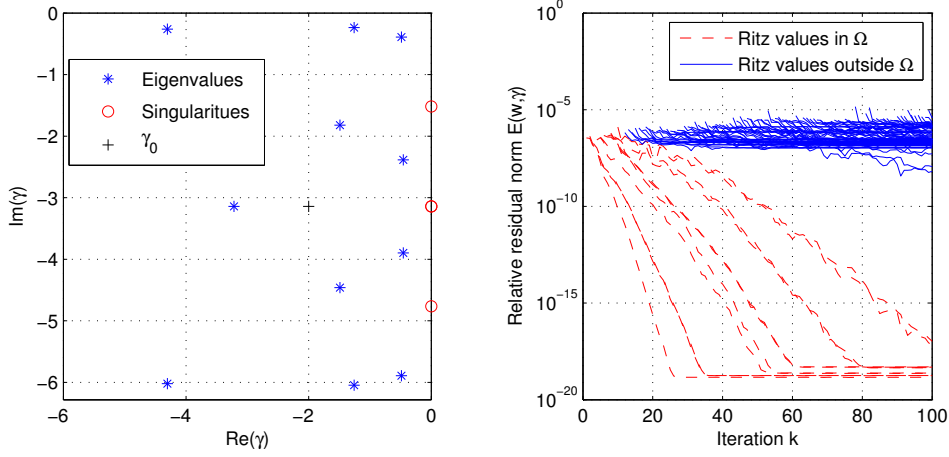 0
−1
−2
−3
−4
−5
−6
−6
−4
−2
0
Im(γ)
Re(γ)
Eigenvalues
Singularitues
γ0
10^0
10^−5
10^−10
10^−15
10^−20
0
20
40
60
80
100
Relative residual norm E(w,γ)
Iteration k
Ritz values in Ω
Ritz values outside Ω